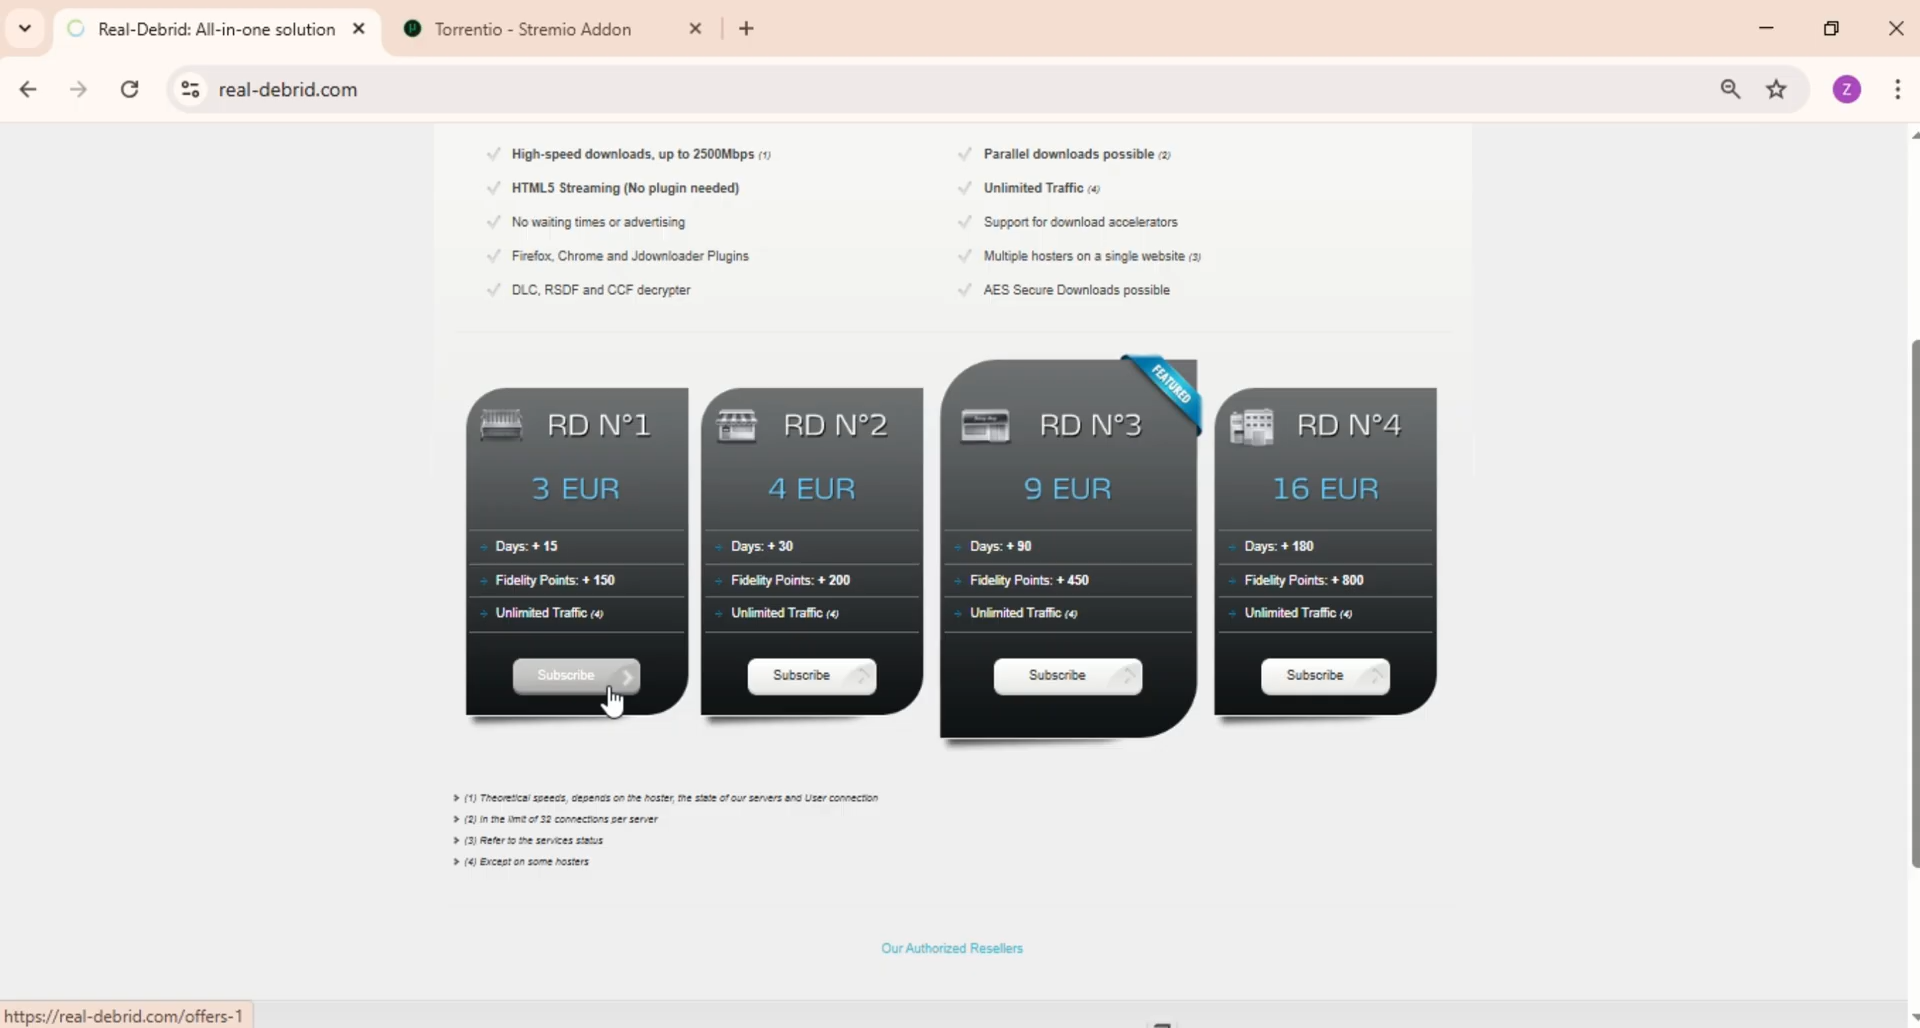 Real-Debrid: All-in-one solution
Torrentio - Stremio Addon
real-debrid.com
Z
High-speed downloads, up to 2500Mbps (1)
Parallel downloads possible (2)
HTML5 Streaming (No plugin needed)
Unlimited Traffic (4)
No waiting times or advertising
Support for download accelerators
Firefox, Chrome and Jdownloader Plugins
Multiple hosters on a single website (3)
DLC, RSDF and CCF decrypter
AES Secure Downloads possible
RD N°1
3 EUR
Days: + 15
Fidelity Points: + 150
Unlimited Traffic (4)
Subscribe
RD N°2
4 EUR
Days: + 30
Fidelity Points: + 200
Unlimited Traffic (4)
Subscribe
FEATURED
RD N°3
9 EUR
Days: + 90
Fidelity Points: + 450
Unlimited Traffic (4)
Subscribe
RD N°4
16 EUR
Days: + 180
Fidelity Points: + 800
Unlimited Traffic (4)
Subscribe
(1) Theoretical speeds, depends on the hoster, the state of our servers and User connection
(2) In the limit of 32 connections per server
(3) Refer to the services status
(4) Except on some hosters
Our Authorized Resellers
https://real-debrid.com/offers-1